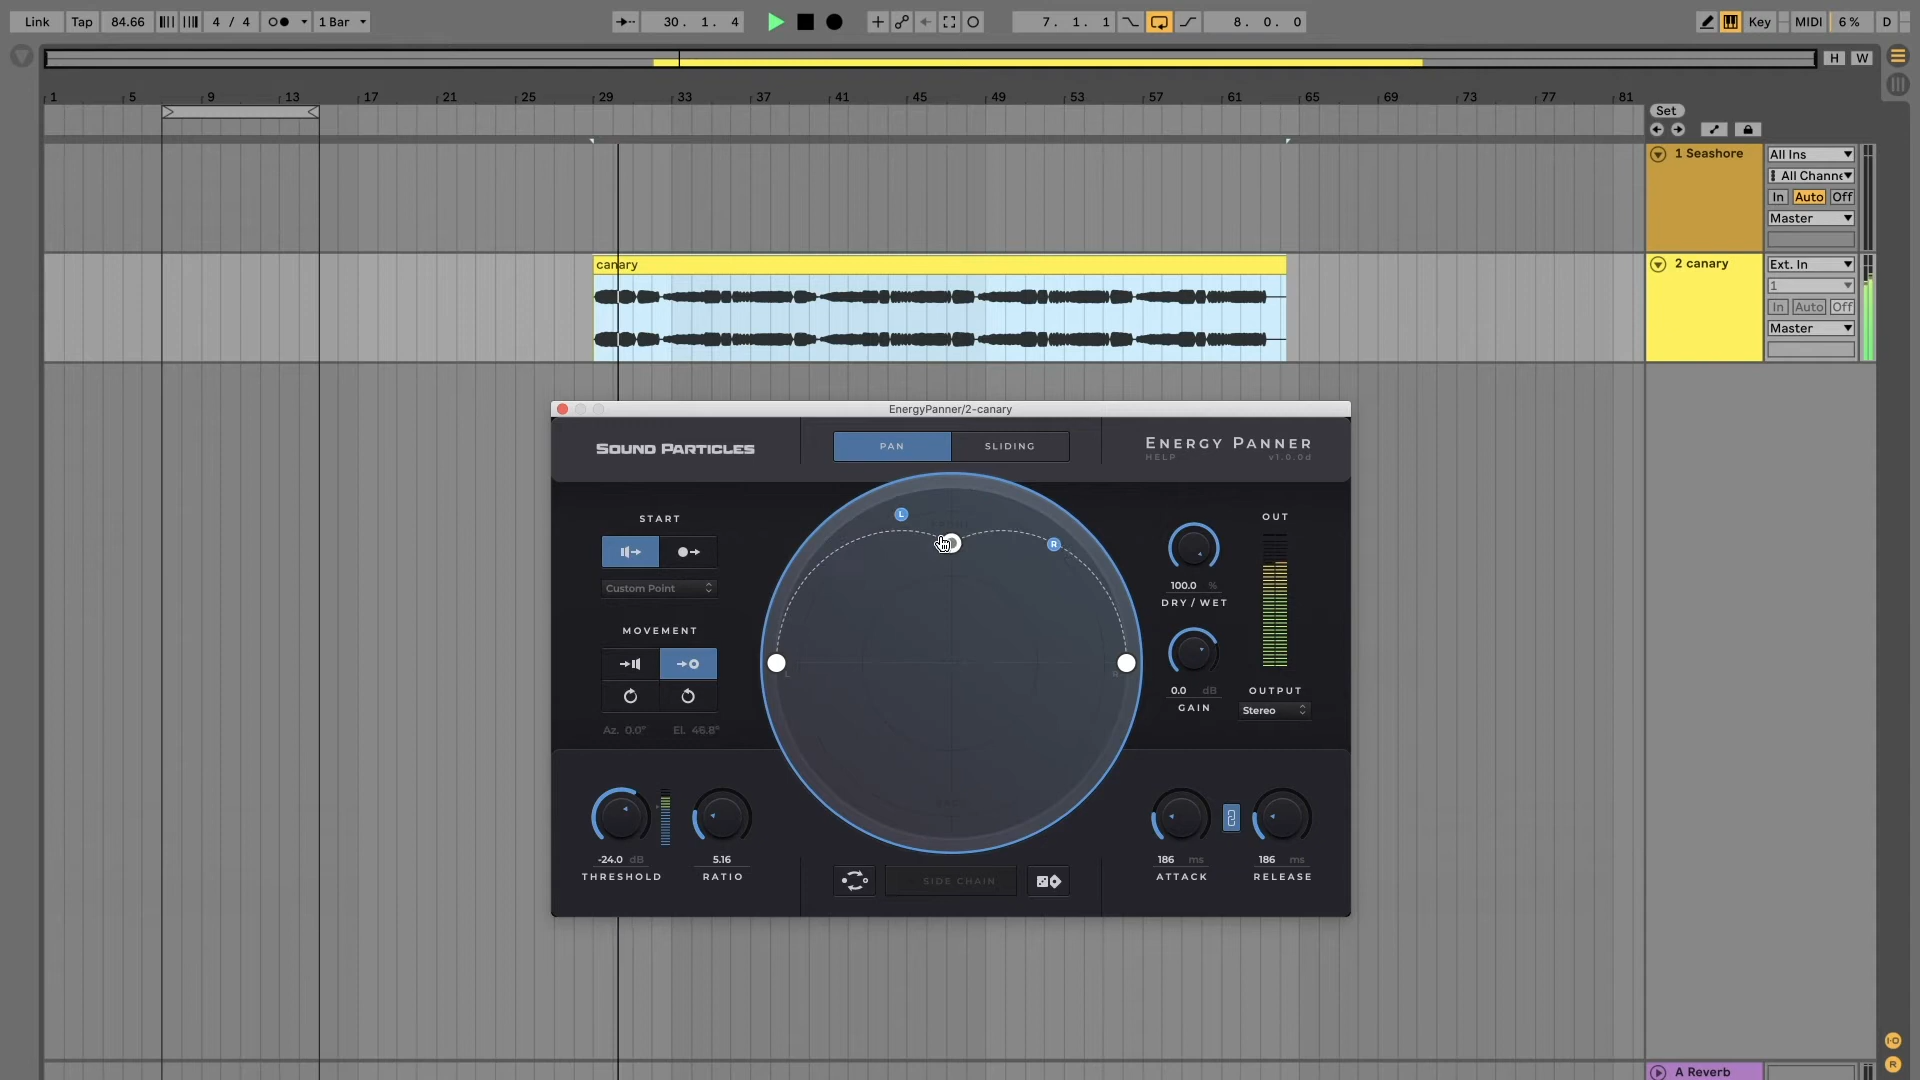 Link Tap 84.66 4 / 4 1 Bar 30. 1. 4 7. 1. 1 8. 0. 0 Key MIDI 6 % D
H W
1 5 9 13 17 21 25 29 33 37 41 45 49 53 57 61 65 69 73 77 81
Set
1 Seashore All Ins
All Channe
In Auto Off
Master
canary
2 canary Ext. In
1
In Auto Off
Master
EnergyPanner/2-canary
SOUND PARTICLES PAN SLIDING ENERGY PANNER
HELP v1.0.0d
START
Custom Point
MOVEMENT
Az. 0.0° El. 46.8°
L
R
L R
OUT
100.0 %
DRY / WET
0.0 dB
GAIN
OUTPUT
Stereo
-24.0 dB 5.16
THRESHOLD RATIO
SIDE CHAIN
186 ms 186 ms
ATTACK RELEASE
I·O
R
A Reverb